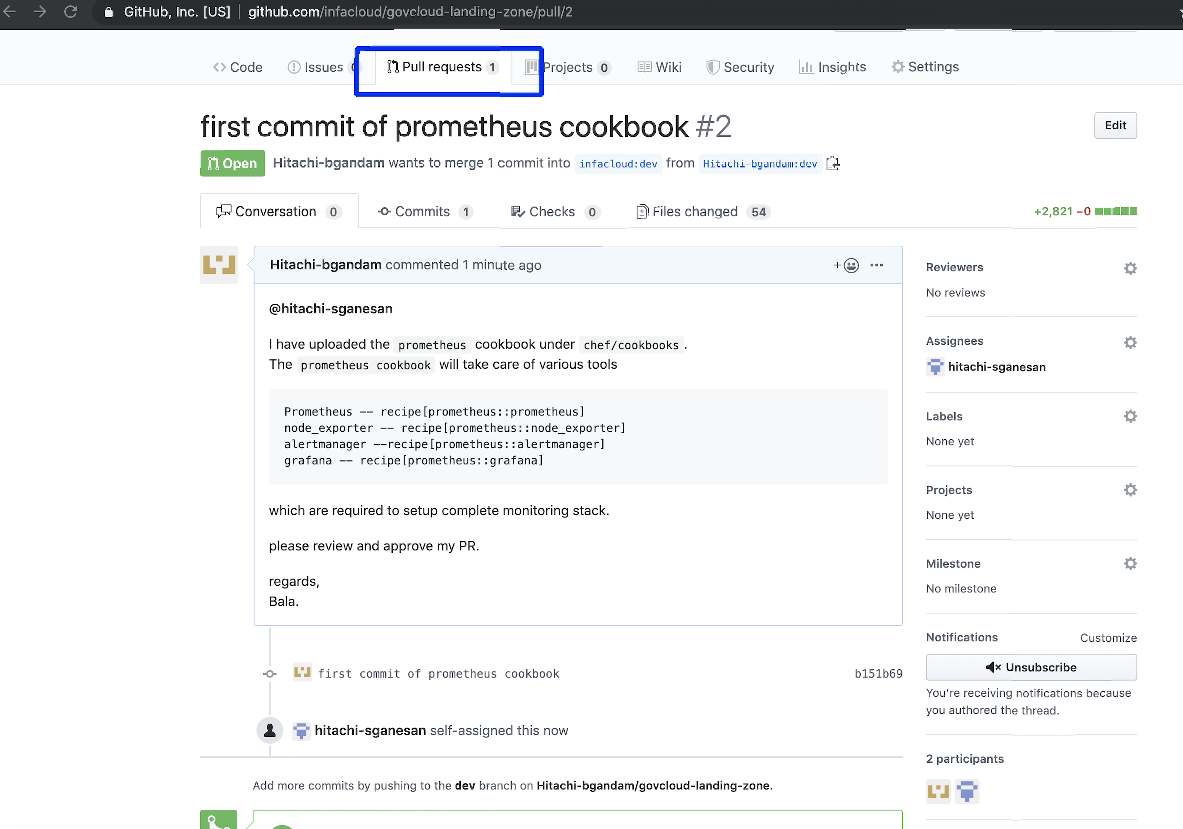 GitHub, Inc. [US] | github.com/infacloud/govcloud-landing-zone/pull/2
Code Issues Pull requests 1 Projects 0 Wiki Security Insights Settings
first commit of prometheus cookbook #2
Edit
Open Hitachi-bgandam wants to merge 1 commit into infacloud:dev from Hitachi-bgandam:dev
Conversation 0 Commits 1 Checks 0 Files changed 54 +2,821 −0
Hitachi-bgandam commented 1 minute ago
@hitachi-sganesan
I have uploaded the prometheus cookbook under chef/cookbooks .
The prometheus cookbook will take care of various tools
Prometheus -- recipe[prometheus::prometheus]
node_exporter -- recipe[prometheus::node_exporter]
alertmanager --recipe[prometheus::alertmanager]
grafana -- recipe[prometheus::grafana]
which are required to setup complete monitoring stack.
please review and approve my PR.
regards,
Bala.
first commit of prometheus cookbook b151b69
hitachi-sganesan self-assigned this now
Add more commits by pushing to the dev branch on Hitachi-bgandam/govcloud-landing-zone.
Reviewers
No reviews
Assignees
hitachi-sganesan
Labels
None yet
Projects
None yet
Milestone
No milestone
Notifications Customize
Unsubscribe
You're receiving notifications because
you authored the thread.
2 participants